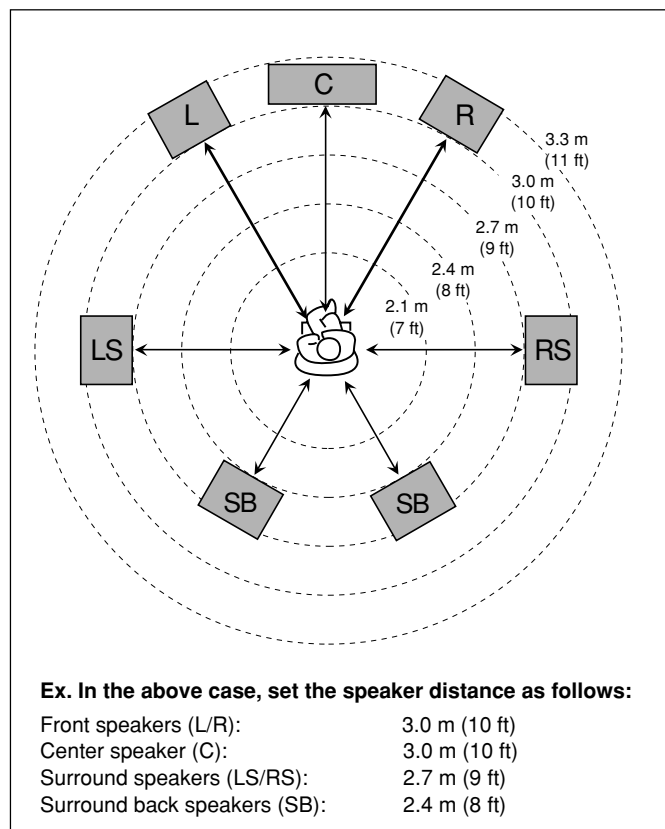 C
L
R
3.3 m
(11 ft)
3.0 m
(10 ft)
2.7 m
(9 ft)
2.4 m
(8 ft)
2.1 m
(7 ft)
LS
RS
SB
SB
Ex. In the above case, set the speaker distance as follows:
Front speakers (L/R): 3.0 m (10 ft)
Center speaker (C): 3.0 m (10 ft)
Surround speakers (LS/RS): 2.7 m (9 ft)
Surround back speakers (SB): 2.4 m (8 ft)